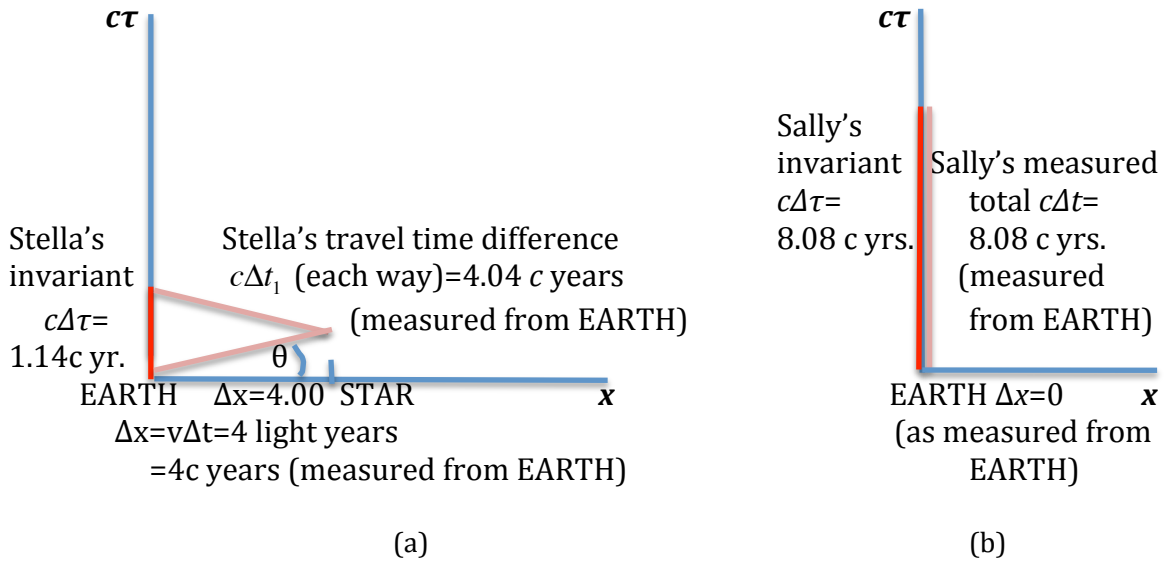 cτ
Stella’s
invariant
cΔτ=
1.14c yr.
Stella’s travel time difference
cΔt₁ (each way)=4.04 c years
(measured from EARTH)
θ
EARTH Δx=4.00 STAR x
Δx=vΔt=4 light years
=4c years (measured from EARTH)
(a)
cτ
Sally’s
invariant
cΔτ=
8.08 c yrs.
Sally’s measured
total cΔt=
8.08 c yrs.
(measured
from EARTH)
EARTH Δx=0 x
(as measured from
EARTH)
(b)